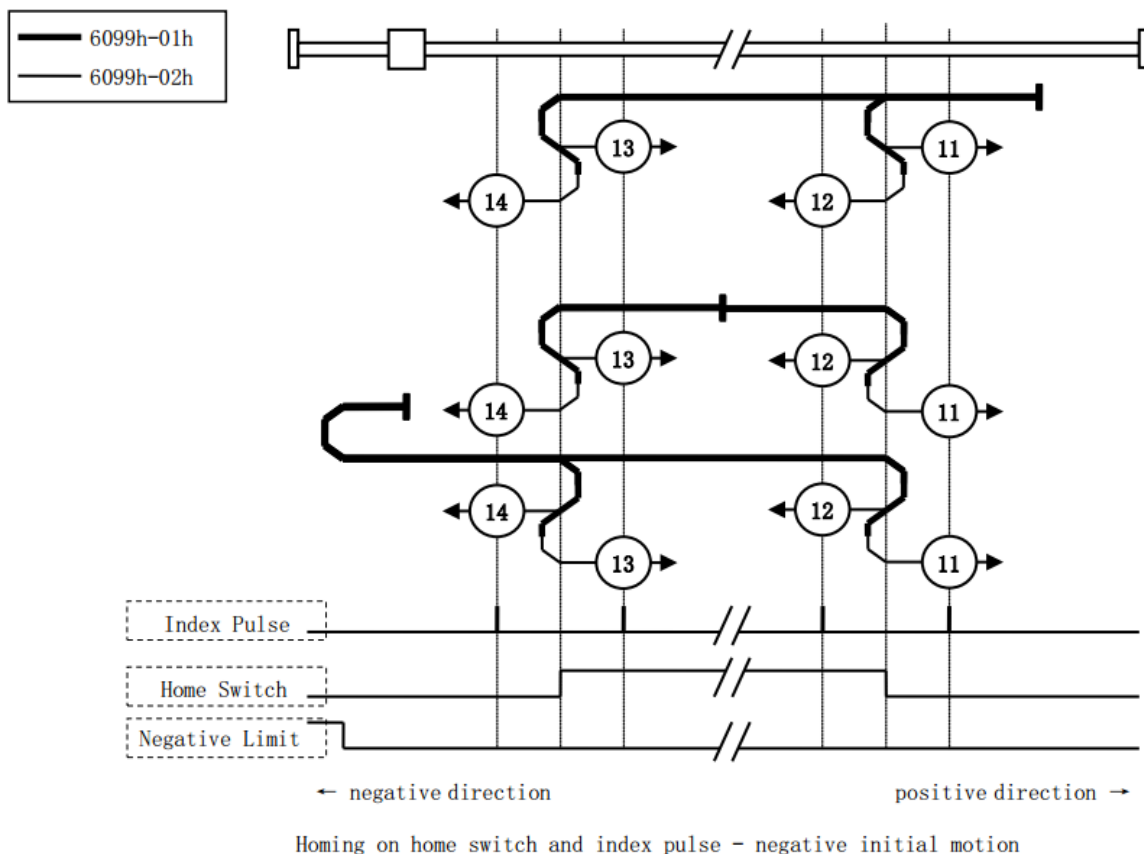 6099h-01h
6099h-02h
13
11
14
12
13
12
14
11
14
12
13
11
Index Pulse
Home Switch
Negative Limit
← negative direction
positive direction →
Homing on home switch and index pulse - negative initial motion